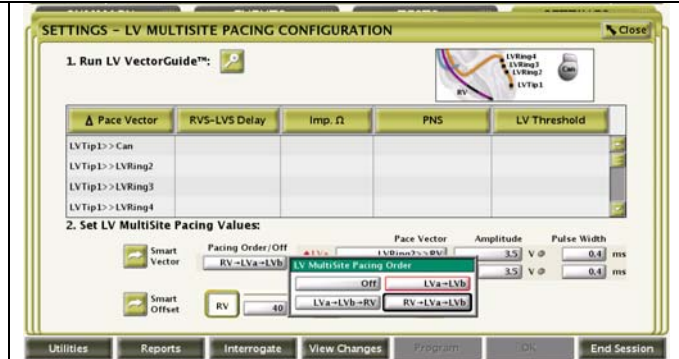 SETTINGS - LV MULTISITE PACING CONFIGURATION
Close
1. Run LV VectorGuide™:
LVRing4
LVRing3
LVRing2
LVTip1
RV
Can
Δ Pace Vector RVS-LVS Delay Imp. Ω PNS LV Threshold
LVTip1>>Can
LVTip1>>LVRing2
LVTip1>>LVRing3
LVTip1>>LVRing4
2. Set LV MultiSite Pacing Values:
Pacing Order/Off Pace Vector Amplitude Pulse Width
Smart Vector RV→LVa→LVb 3.5 V @ 0.4 ms
3.5 V @ 0.4 ms
LV MultiSite Pacing Order
Off LVa→LVb
LVa→LVb→RV RV→LVa→LVb
Smart Offset RV 40
Utilities Reports Interrogate View Changes Program OK End Session